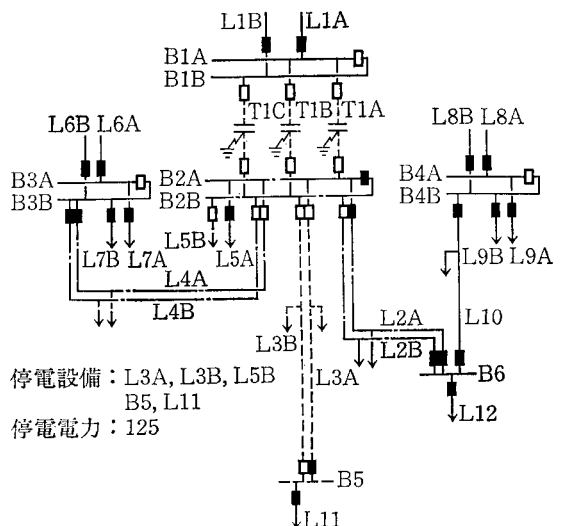 L1B L1A
B1A
B1B
T1C T1B T1A
L6B L6A
L8B L8A
B3A
B3B
B2A
B2B
B4A
B4B
L7B L7A
L5B L5A
L9B L9A
L4A
L4B
L3B
L3A
L2A
L2B
L10
B6
L12
停電設備：L3A, L3B, L5B
B5, L11
停電電力：125
B5
L11